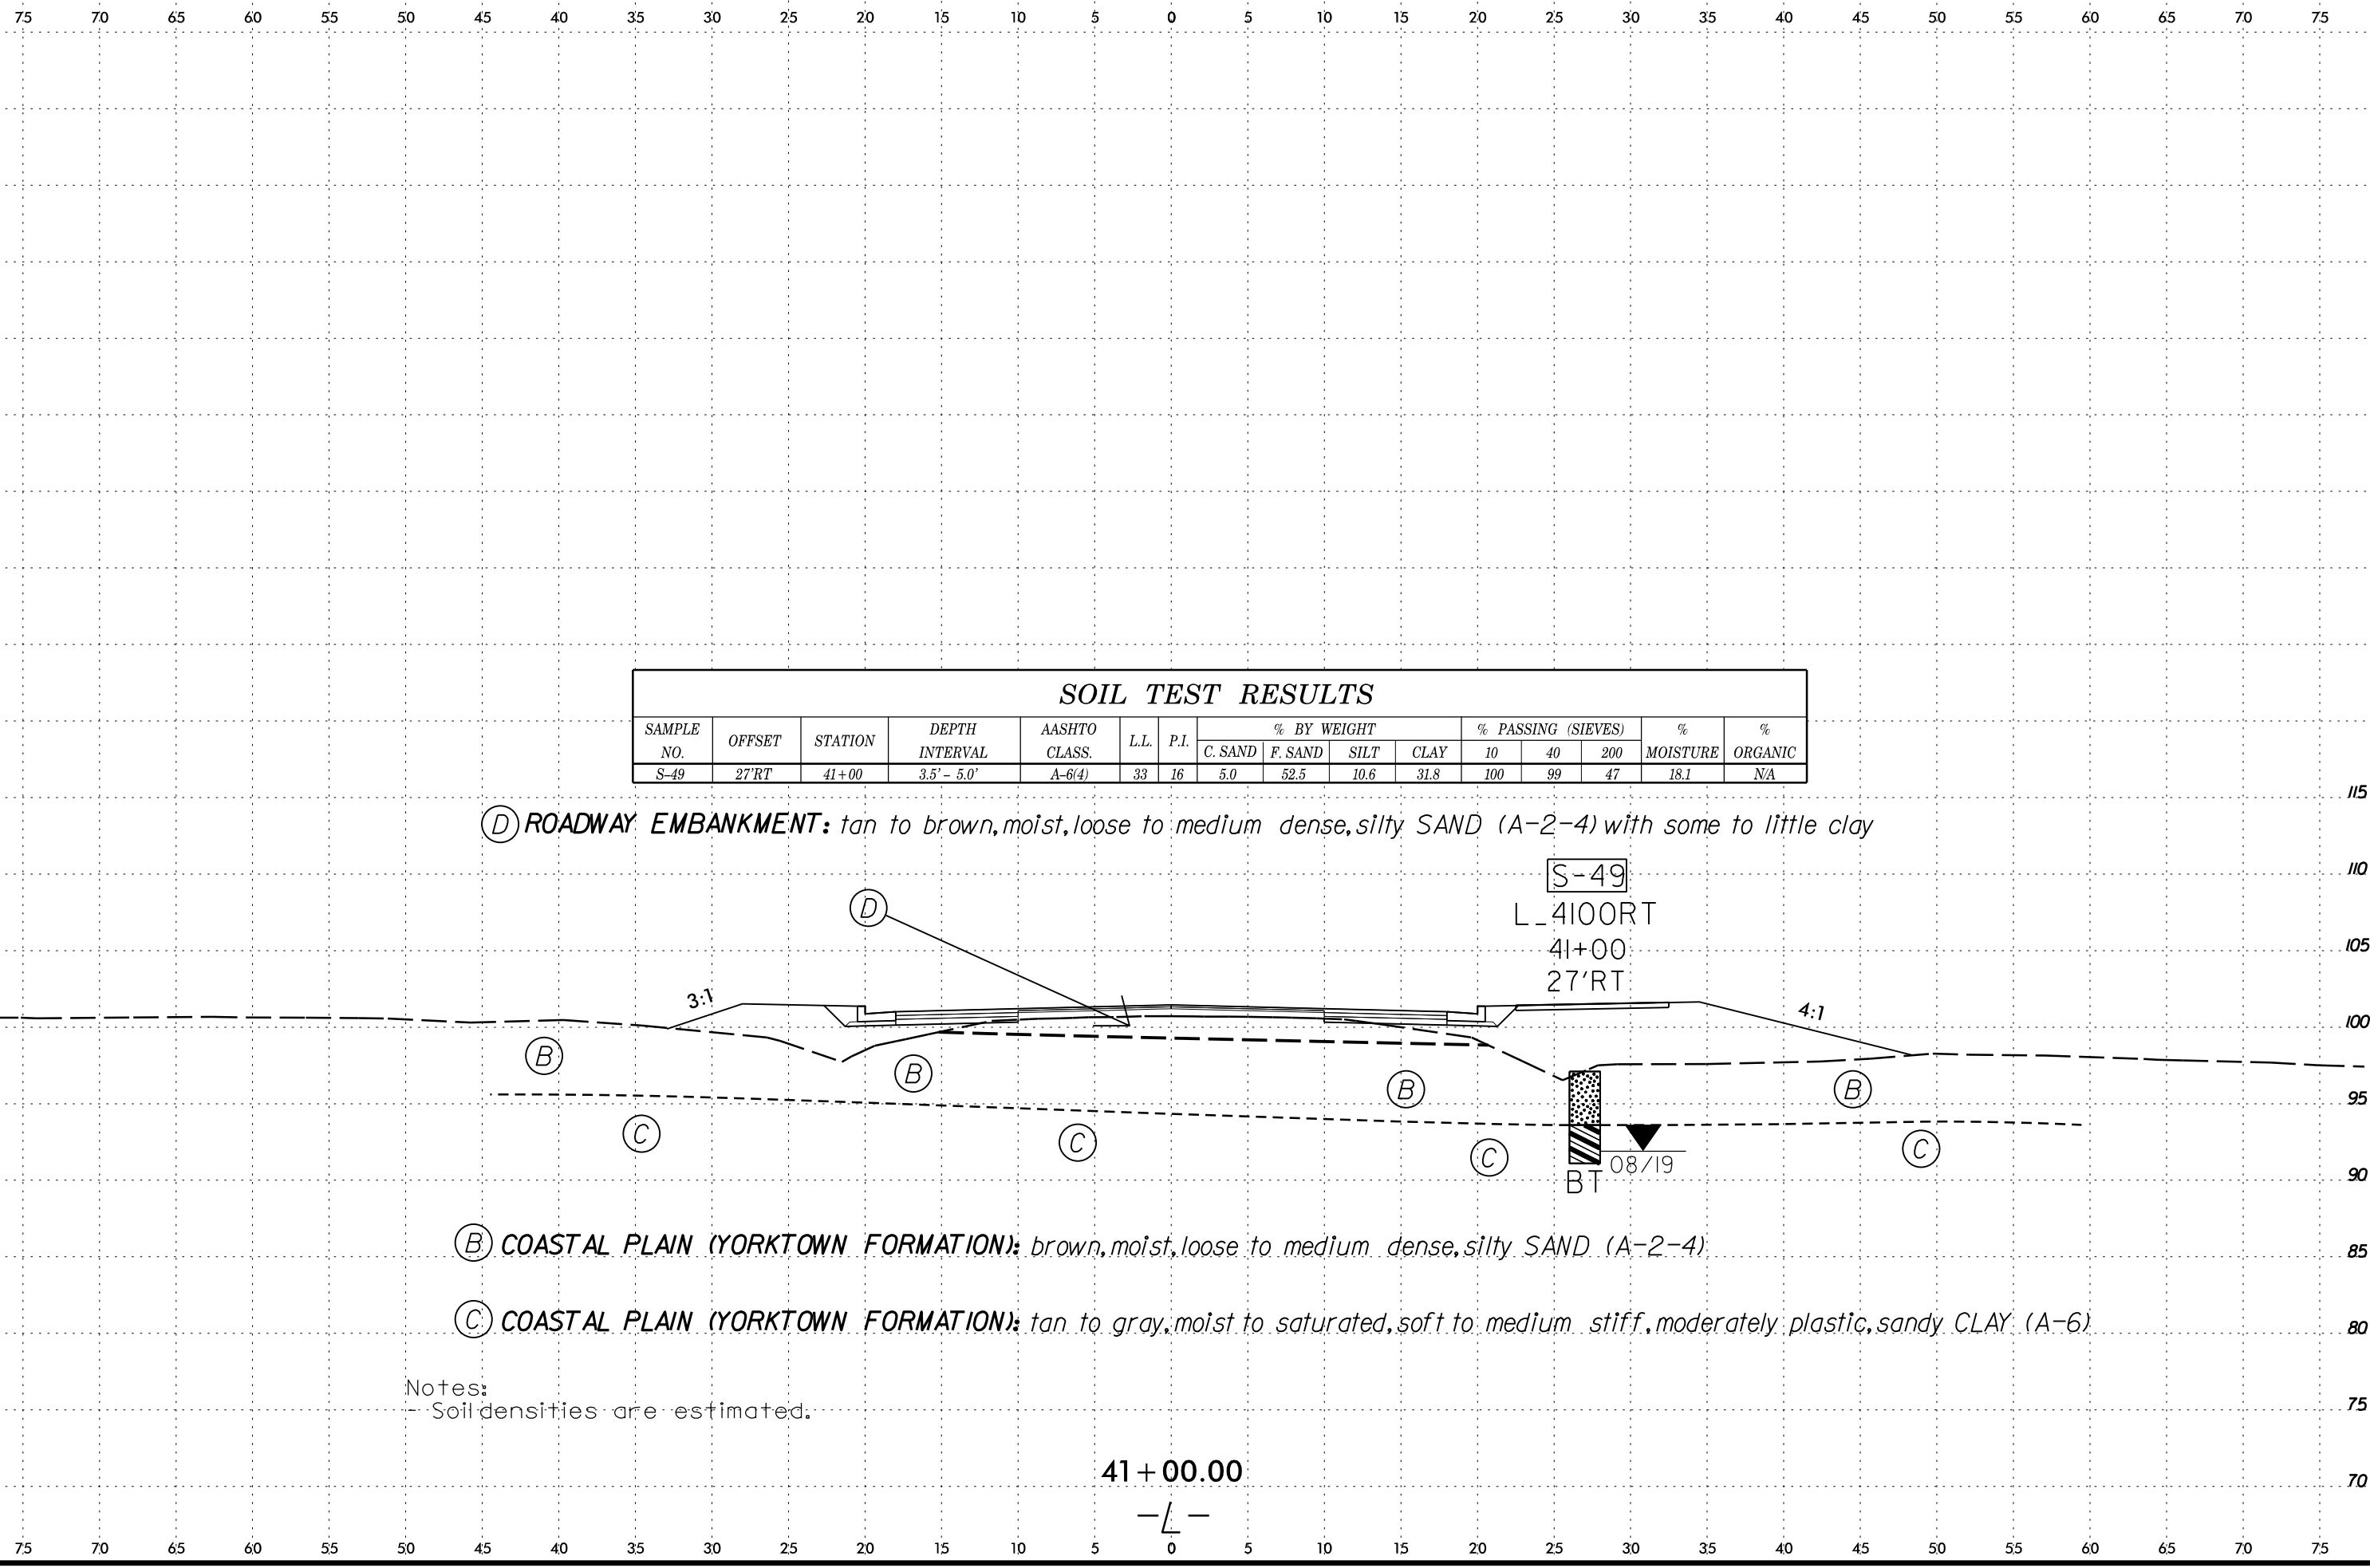 75 70 65 60 55 50 45 40 35 30 25 20 15 10 5 0 5 10 15 20 25 30 35 40 45 50 55 60 65 70 75
SOIL TEST RESULTS
SAMPLE NO. OFFSET STATION DEPTH INTERVAL AASHTO CLASS. L.L. P.I. % BY WEIGHT % PASSING (SIEVES) % MOISTURE % ORGANIC
C. SAND F. SAND SILT CLAY 10 40 200
S-49 27'RT 41+00 3.5' - 5.0' A-6(4) 33 16 5.0 52.5 10.6 31.8 100 99 47 18.1 N/A
115
D ROADWAY EMBANKMENT: tan to brown, moist, loose to medium dense, silty SAND (A-2-4) with some to little clay
110
S-49
D
L_4100RT
105
41+00
27'RT
3:1
4:1
100
B
B
B
B
95
C
C
C
C
08/19
90
BT
B COASTAL PLAIN (YORKTOWN FORMATION): brown, moist, loose to medium dense, silty SAND (A-2-4)
85
C COASTAL PLAIN (YORKTOWN FORMATION): tan to gray, moist to saturated, soft to medium stiff, moderately plastic, sandy CLAY (A-6)
80
Notes:
- Soil densities are estimated.
75
41+00.00
70
-L-
75 70 65 60 55 50 45 40 35 30 25 20 15 10 5 0 5 10 15 20 25 30 35 40 45 50 55 60 65 70 75